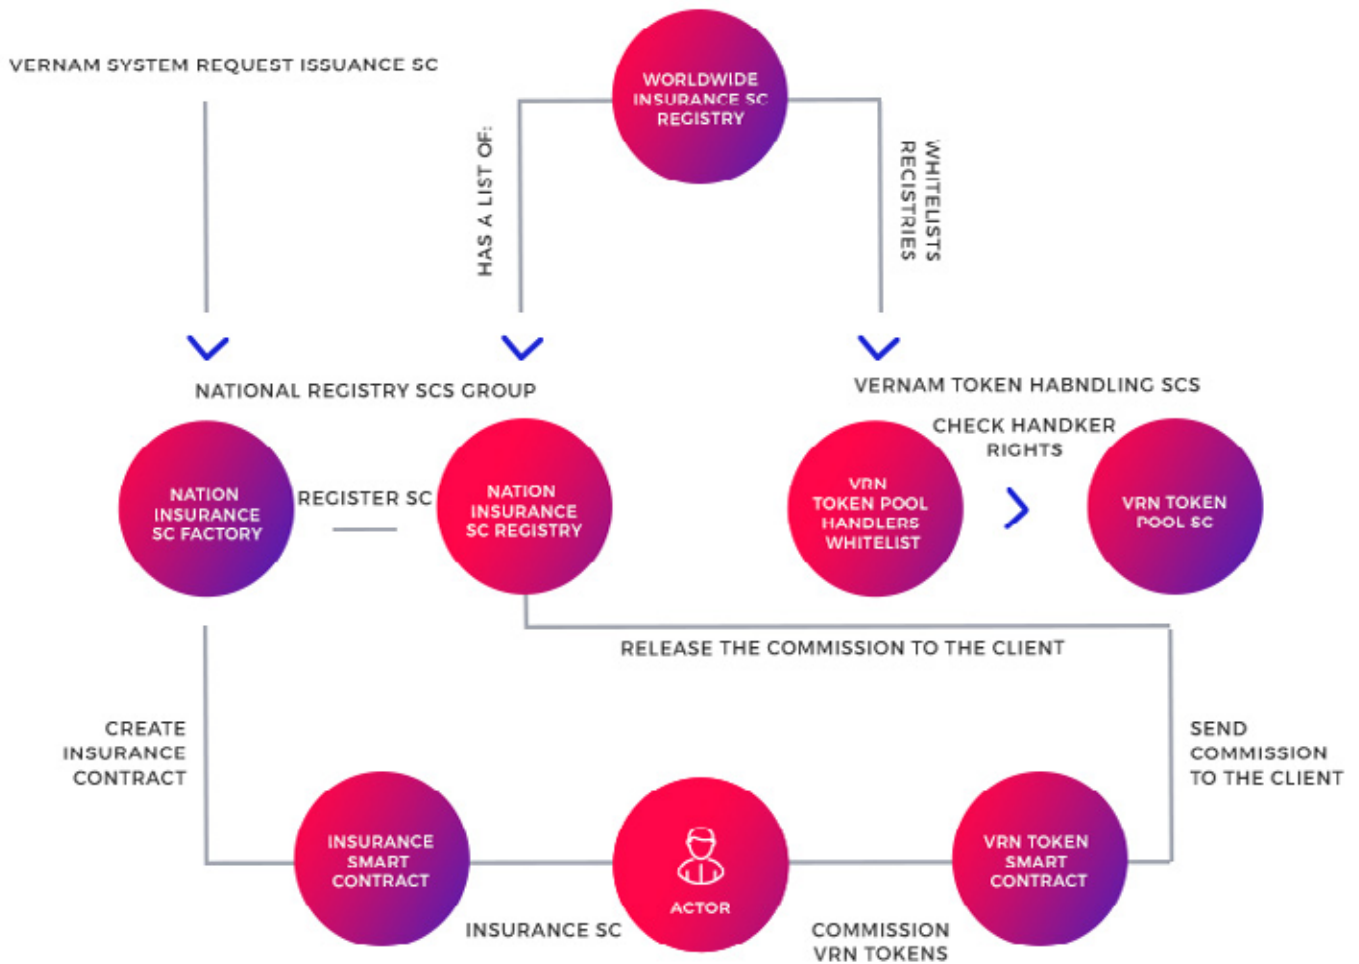 VERNAM SYSTEM REQUEST ISSUANCE SC
WORLDWIDE
INSURANCE SC
REGISTRY
HAS A LIST OF:
WHITELISTS
RECISTRIES
NATIONAL REGISTRY SCS GROUP
VERNAM TOKEN HABNDLING SCS
NATION
INSURANCE
SC FACTORY
REGISTER SC
NATION
INSURANCE
SC REGISTRY
VRN
TOKEN POOL
HANDLERS
WHITELIST
CHECK HANDKER
RIGHTS
VRN TOKEN
POOL SC
RELEASE THE COMMISSION TO THE CLIENT
CREATE
INSURANCE
CONTRACT
SEND
COMMISSION
TO THE CLIENT
INSURANCE
SMART
CONTRACT
INSURANCE SC
ACTOR
COMMISSION
VRN TOKENS
VRN TOKEN
SMART
CONTRACT